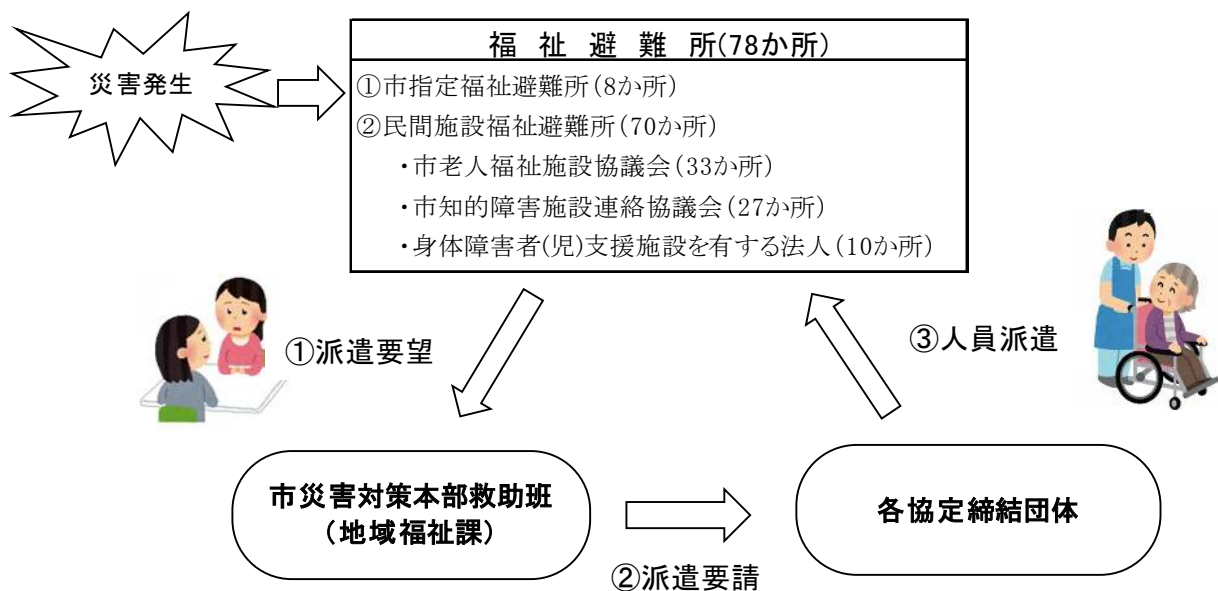 災害発生
福祉避難所(78か所)
①市指定福祉避難所(8か所)
②民間施設福祉避難所(70か所)
・市老人福祉施設協議会(33か所)
・市知的障害施設連絡協議会(27か所)
・身体障害者(児)支援施設を有する法人(10か所)
①派遣要望
③人員派遣
市災害対策本部救助班
(地域福祉課)
各協定締結団体
②派遣要請